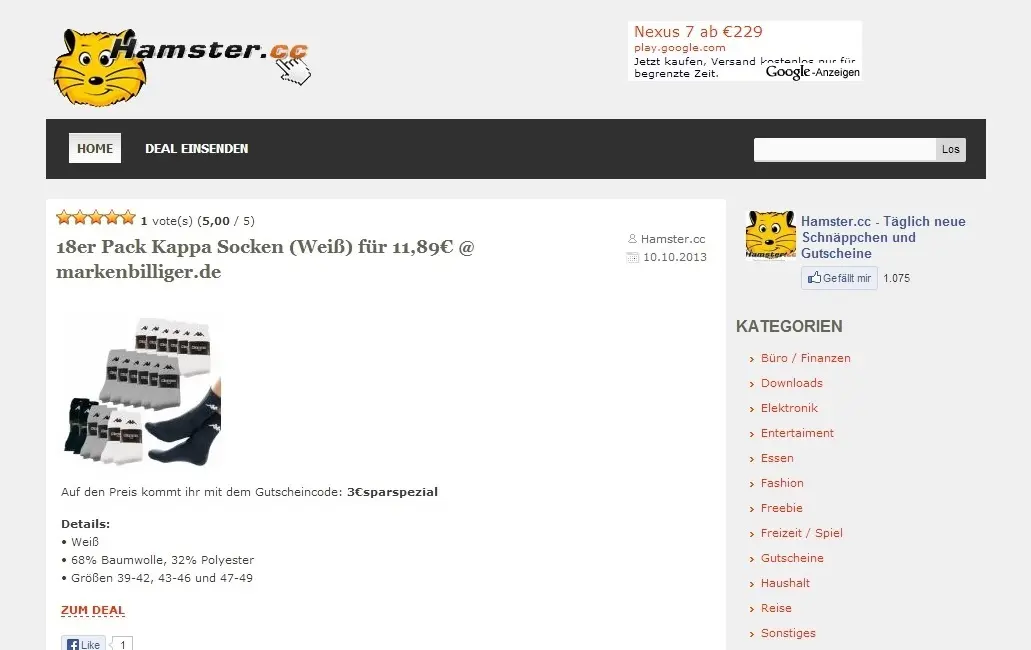 Hamster.cc
Nexus 7 ab €229
play.google.com
Jetzt kaufen, Versand kostenlos nur für
begrenzte Zeit.
Google-Anzeigen
HOME
DEAL EINSENDEN
Los
1 vote(s) (5,00 / 5)
18er Pack Kappa Socken (Weiß) für 11,89€ @
markenbilliger.de
Hamster.cc
10.10.2013
Auf den Preis kommt ihr mit dem Gutscheincode: 3€sparspezial
Details:
• Weiß
• 68% Baumwolle, 32% Polyester
• Größen 39-42, 43-46 und 47-49
ZUM DEAL
Like
1
Hamster.cc
Hamster.cc - Täglich neue
Schnäppchen und
Gutscheine
Gefällt mir
1.075
KATEGORIEN
Büro / Finanzen
Downloads
Elektronik
Entertaiment
Essen
Fashion
Freebie
Freizeit / Spiel
Gutscheine
Haushalt
Reise
Sonstiges